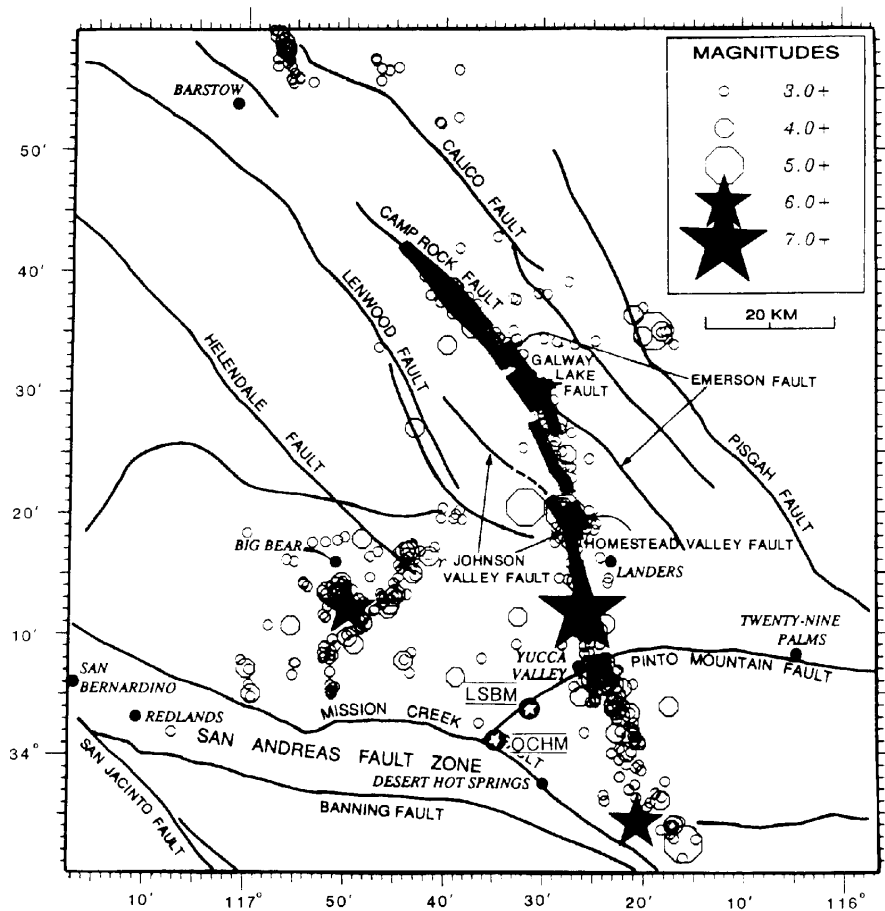 MAGNITUDES
3.0+
4.0+
5.0+
6.0+
7.0+
20 KM
BARSTOW
50'
CALICO FAULT
CAMP ROCK FAULT
40'
LENWOOD FAULT
HELENDALE FAULT
GALWAY
LAKE
FAULT
EMERSON FAULT
30'
PISGAH FAULT
20'
BIG BEAR
JOHNSON
VALLEY FAULT
HOMESTEAD VALLEY FAULT
LANDERS
TWENTY-NINE
PALMS
10'
YUCCA
VALLEY
PINTO MOUNTAIN FAULT
SAN
BERNARDINO
LSBM
MISSION CREEK
REDLANDS
OCHM
SAN ANDREAS FAULT ZONE
34°
DESERT HOT SPRINGS
BANNING FAULT
SAN JACINTO FAULT
10'
117°
50'
40'
30'
20'
10'
116°